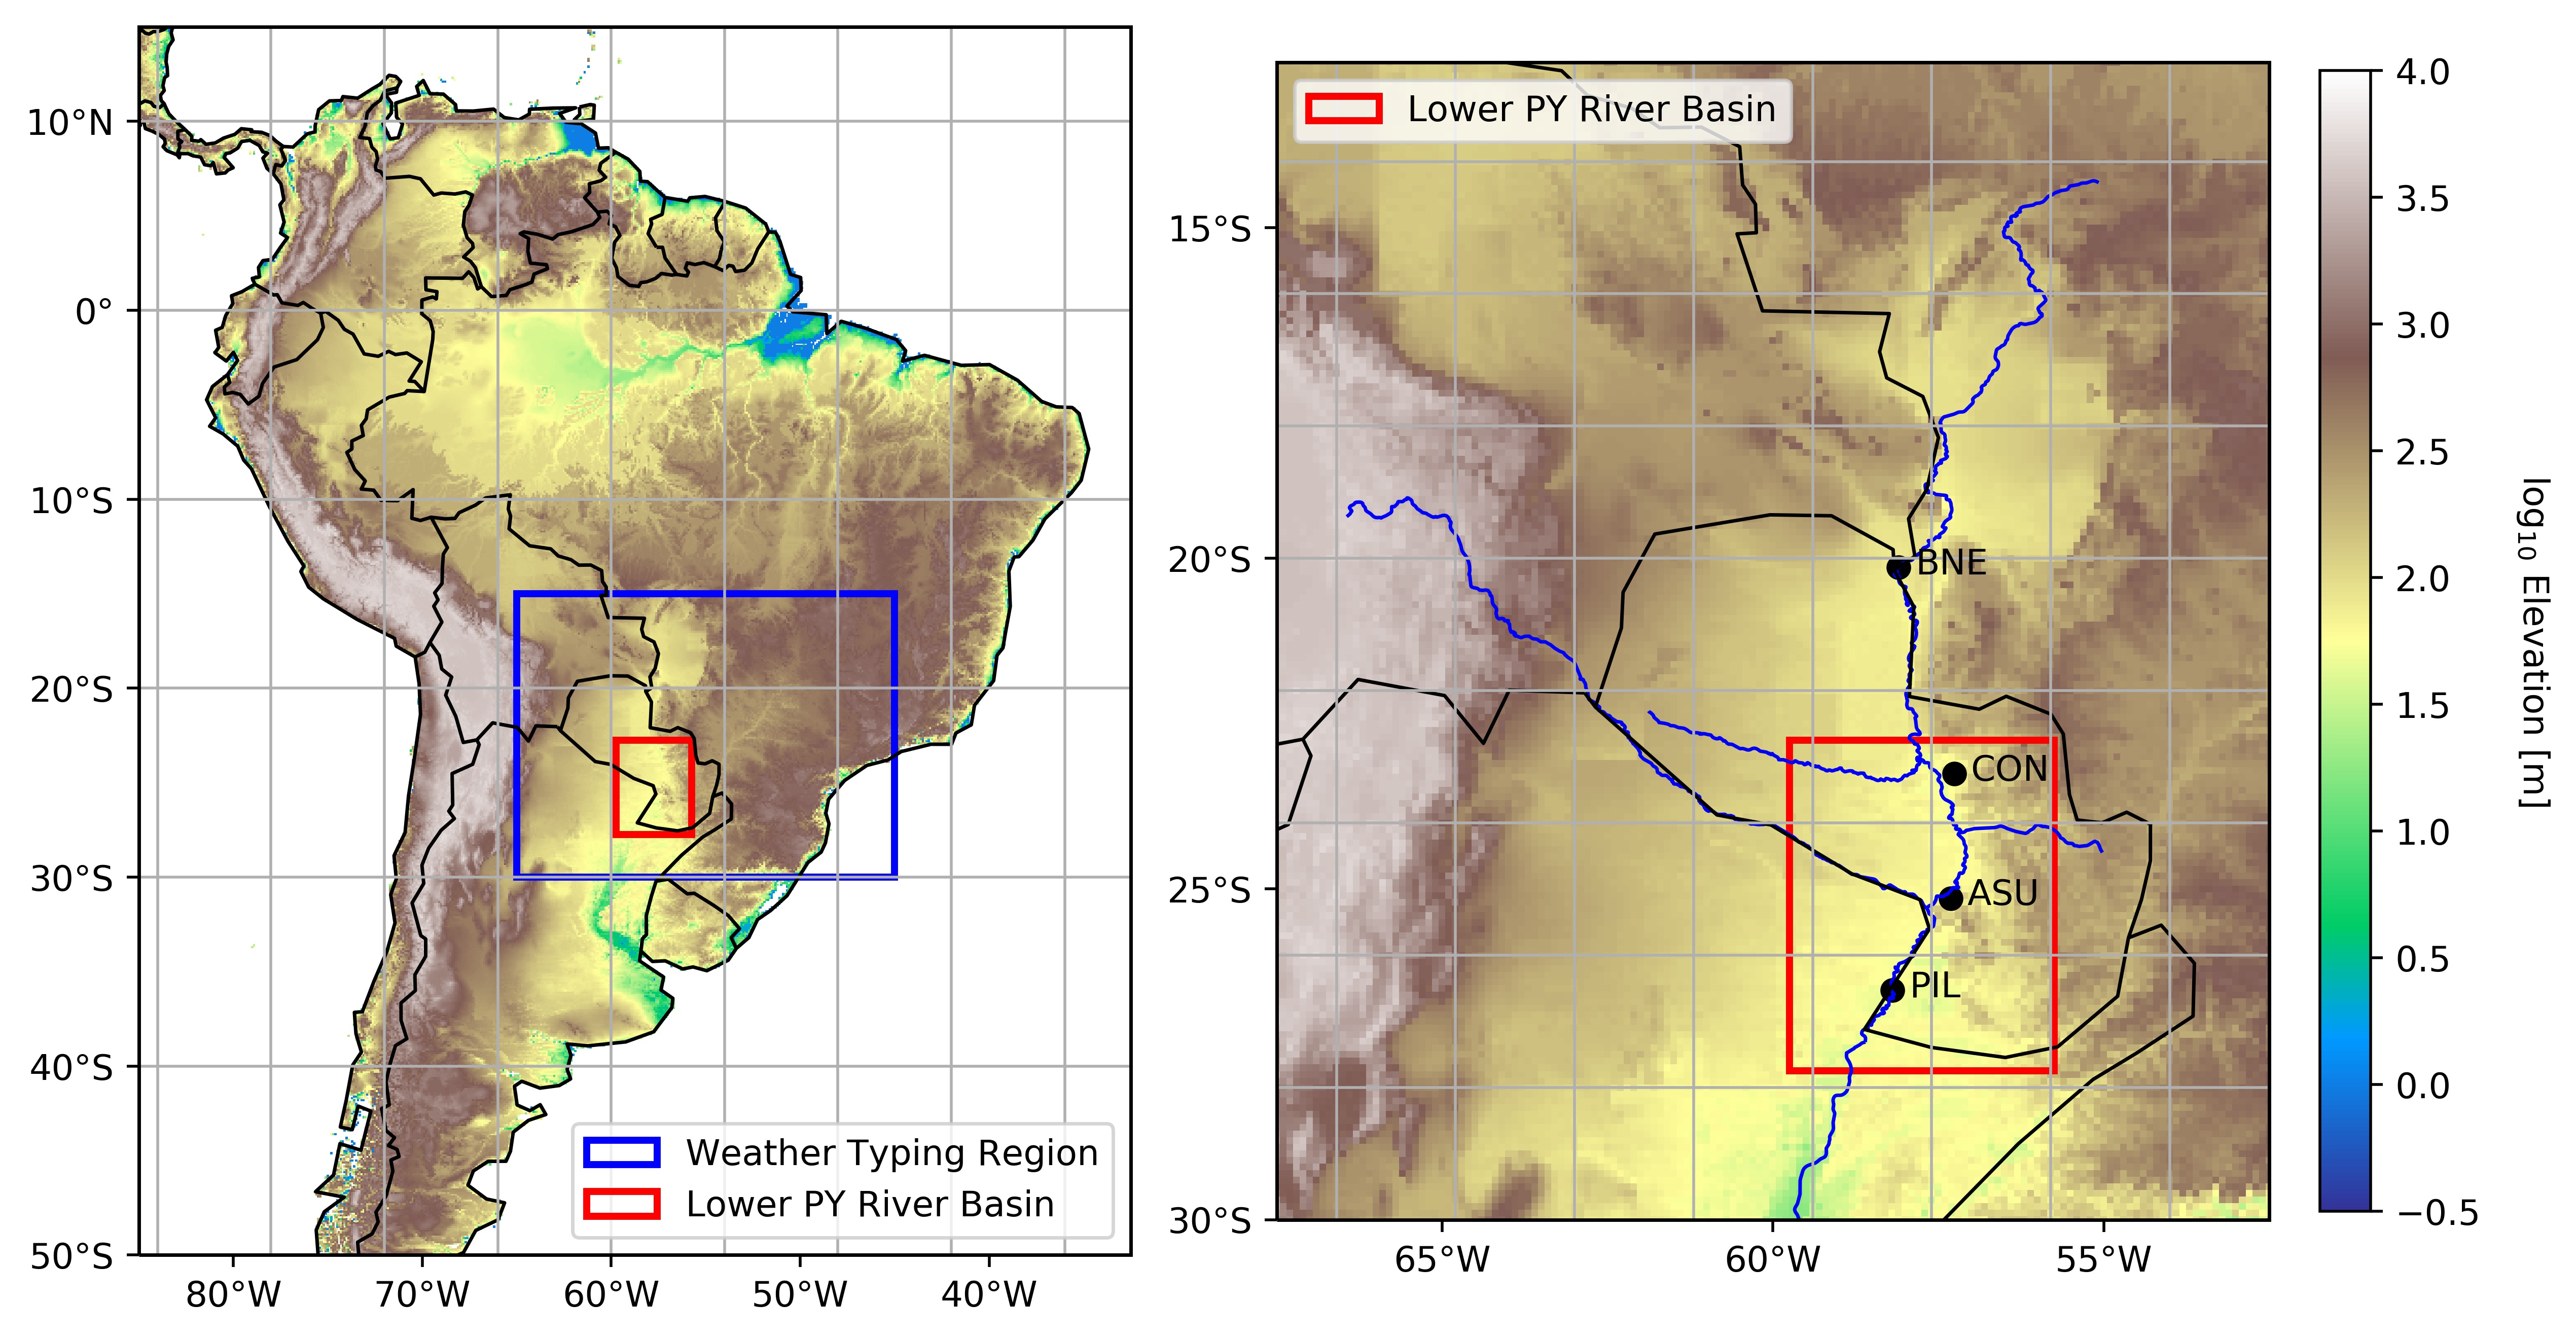 10°N
0°
10°S
20°S
30°S
40°S
50°S
80°W
70°W
60°W
50°W
40°W
Weather Typing Region
Lower PY River Basin
Lower PY River Basin
15°S
20°S
25°S
30°S
65°W
60°W
55°W
BNE
CON
ASU
PIL
4.0
3.5
3.0
2.5
2.0
1.5
1.0
0.5
0.0
−0.5
log₁₀ Elevation [m]